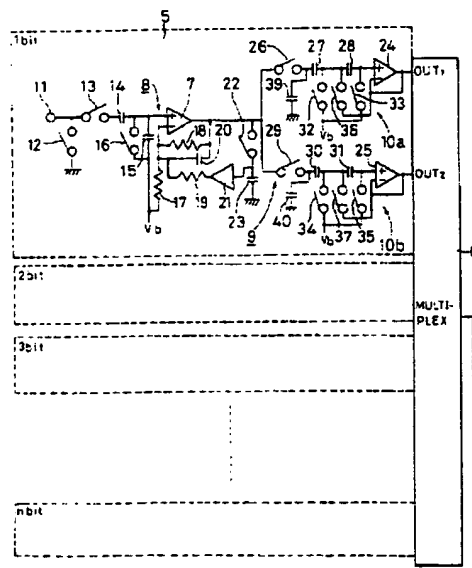 5
1bit
26 27 28 24
OUT1
11 12 13 14 8 7 22 39
32 Vb 36 33 10a
18 20 29 30 31 25
OUT2
16 15 17 19 21 23 9 40
34 Vb 37 35 10b
Vb
2bit
MULTI-
PLEX
3bit
nbit